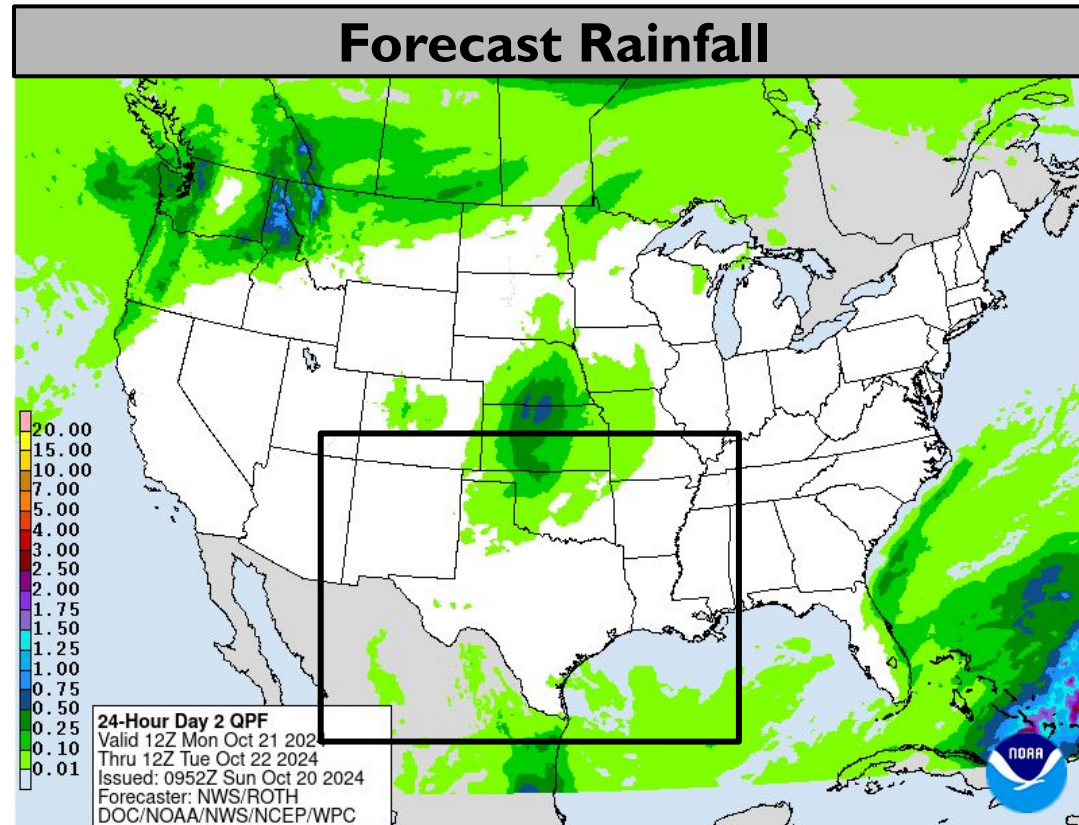 Forecast Rainfall
20.00
15.00
10.00
7.00
5.00
4.00
3.00
2.50
2.00
1.75
1.50
1.25
1.00
0.75
0.50
0.25
0.10
0.01
24-Hour Day 2 QPF
Valid 12Z Mon Oct 21 2024
Thru 12Z Tue Oct 22 2024
Issued: 0952Z Sun Oct 20 2024
Forecaster: NWS/ROTH
DOC/NOAA/NWS/NCEP/WPC
NOAA